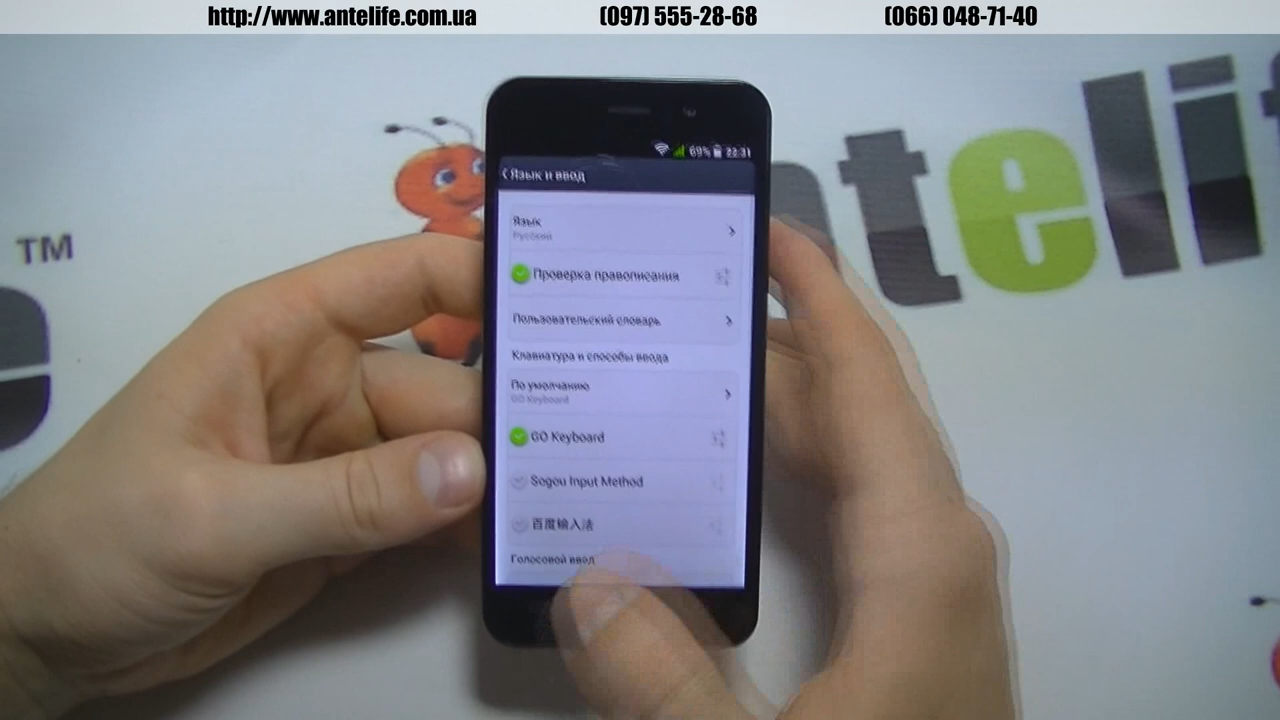 http://www.antelife.com.ua (097) 555-28-68 (066) 048-71-40
69% 22:31
Язык и ввод
Язык
Русский
Проверка правописания
Пользовательский словарь
Клавиатура и способы ввода
По умолчанию
GO Keyboard
GO Keyboard
Sogou Input Method
百度输入法
Голосовой ввод
TM
antelif